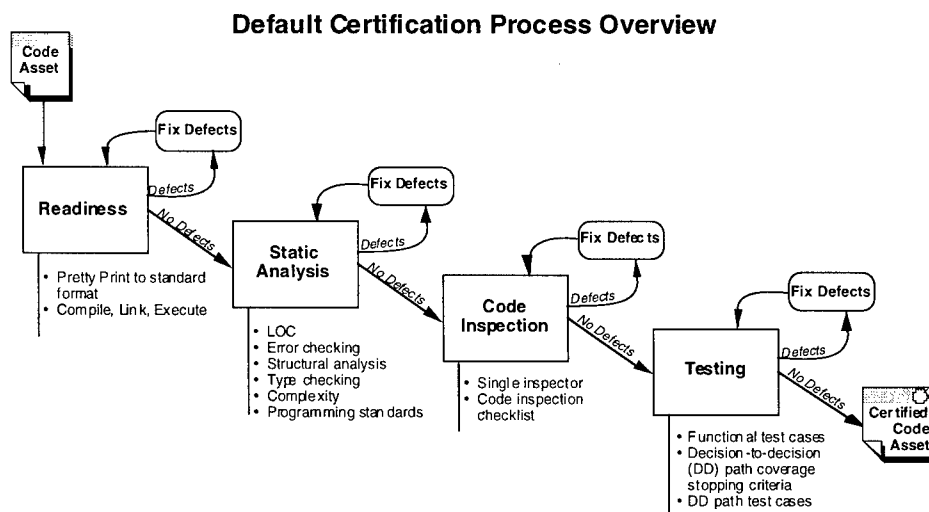 Default Certification Process Overview
Code
Asset
Fix Defects
Defects
Readiness
No Defects
• Pretty Print to standard
format
• Compile, Link, Execute
Fix Defects
Defects
Static
Analysis
No Defects
• LOC
• Error checking
• Structural analysis
• Type checking
• Complexity
• Programming standards
Fix Defects
Defects
Code
Inspection
No Defects
• Single inspector
• Code inspection
checklist
Fix Defects
Defects
Testing
No Defects
• Functional test cases
• Decision-to-decision
(DD) path coverage
stopping criteria
• DD path test cases
Certified
Code
Asset